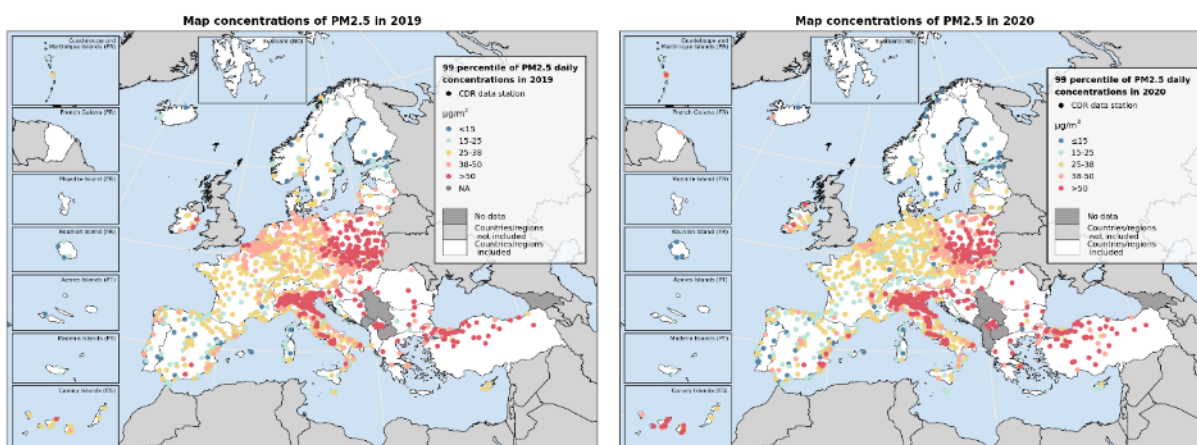 Map concentrations of PM2.5 in 2019
Guadeloupe and
Martinique Islands (FR)
Svalbard (NO)
French Guiana (FR)
Mayotte Island (FR)
Reunion Island (FR)
Azores Islands (PT)
Madeira Islands (PT)
Canary Islands (ES)
99 percentile of PM2.5 daily
concentrations in 2019
CDR data station
µg/m³
≤15
15-25
25-38
38-50
>50
NA
No data
Countries/regions
not included
Countries/regions
included
Map concentrations of PM2.5 in 2020
Guadeloupe and
Martinique Islands (FR)
Svalbard (NO)
French Guiana (FR)
Mayotte Island (FR)
Reunion Island (FR)
Azores Islands (PT)
Madeira Islands (PT)
Canary Islands (ES)
99 percentile of PM2.5 daily
concentrations in 2020
CDR data station
µg/m³
≤15
15-25
25-38
38-50
>50
No data
Countries/regions
not included
Countries/regions
included